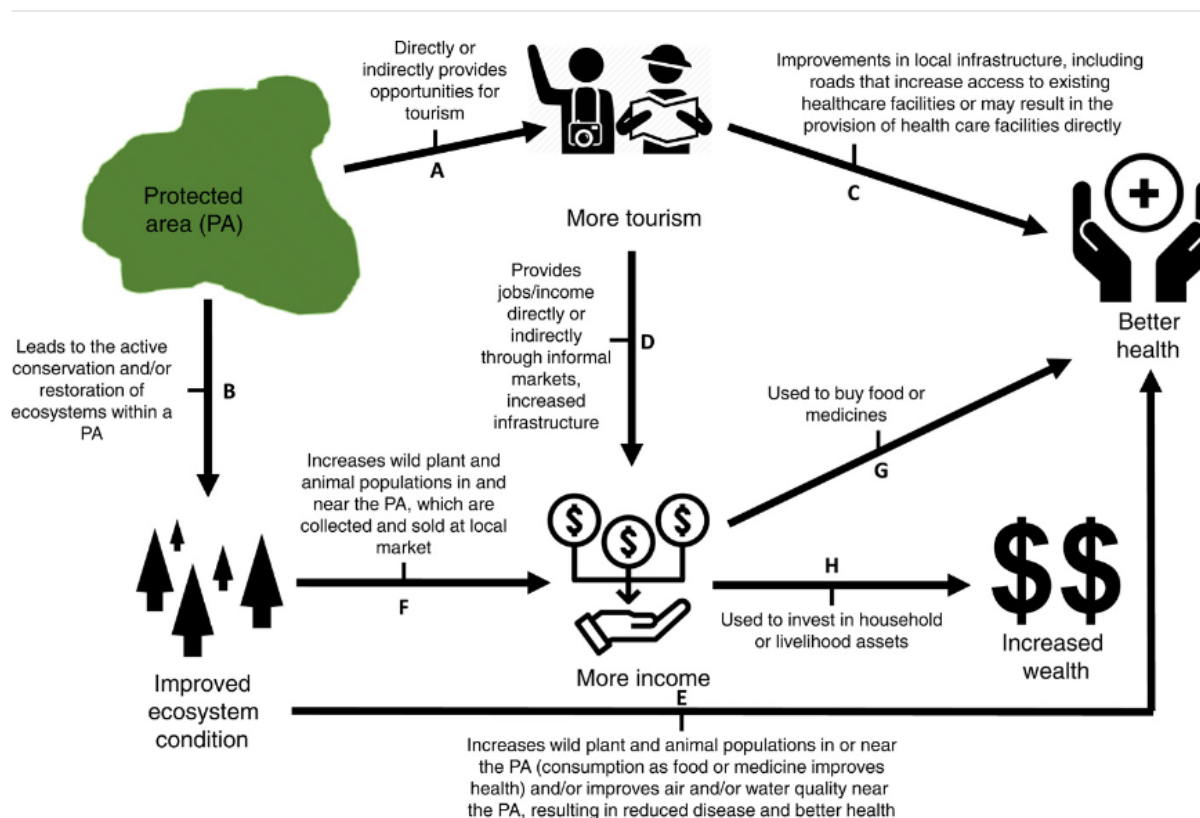 Directly or
indirectly provides
opportunities for
tourism
A
Improvements in local infrastructure, including
roads that increase access to existing
healthcare facilities or may result in the
provision of health care facilities directly
C
Protected
area (PA)
More tourism
Better
health
Leads to the active
conservation and/or
restoration of
ecosystems within a
PA
B
Provides
jobs/income
directly or
indirectly
through informal
markets,
increased
infrastructure
D
Used to buy food or
medicines
G
Increases wild plant and
animal populations in and
near the PA, which are
collected and sold at local
market
F
$ $ $
H
Used to invest in household
or livelihood assets
$$
Increased
wealth
More income
Improved
ecosystem
condition
E
Increases wild plant and animal populations in or near
the PA (consumption as food or medicine improves
health) and/or improves air and/or water quality near
the PA, resulting in reduced disease and better health